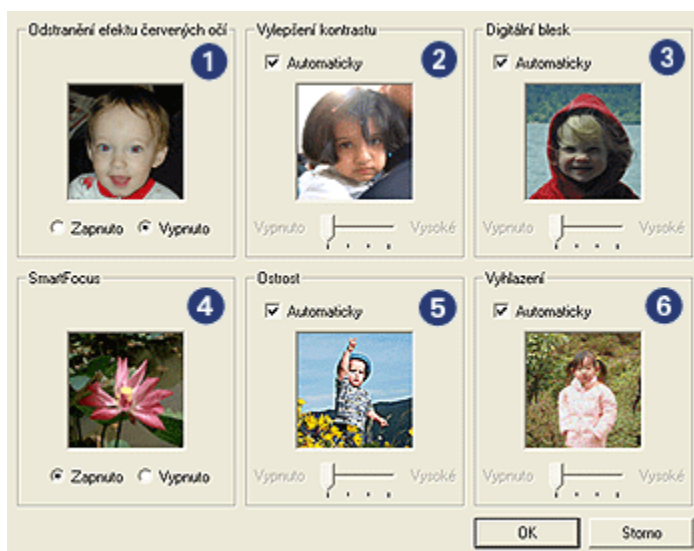 Odstranění efektu červených očí
1
Zapnuto Vypnuto
Vylepšení kontrastu
Automaticky 2
Vypnuto Vysoké
Digitální blesk
Automaticky 3
Vypnuto Vysoké
SmartFocus
4
Zapnuto Vypnuto
Ostrost
Automaticky 5
Vypnuto Vysoké
Vyhlazení
Automaticky 6
Vypnuto Vysoké
OK Storno